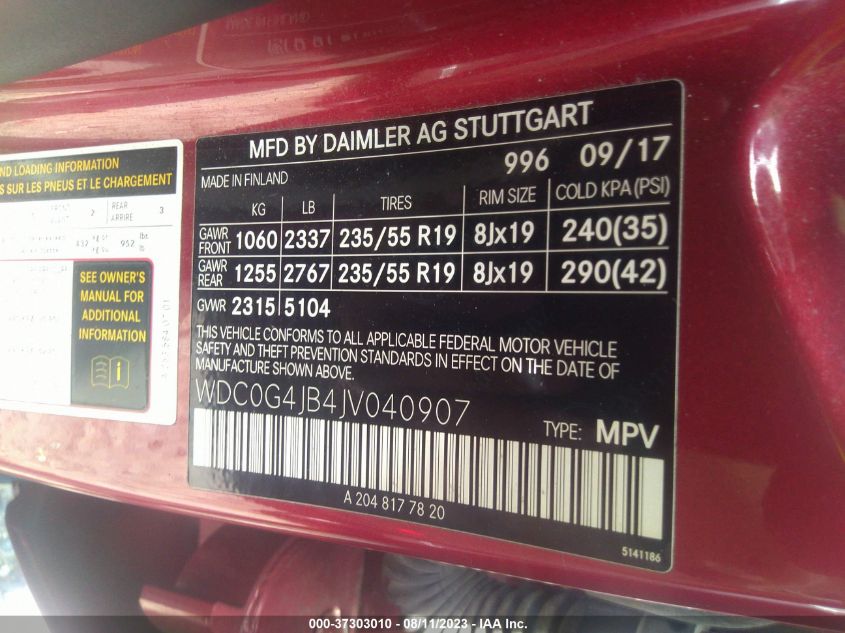 MFD BY DAIMLER AG STUTTGART
996 09/17
MADE IN FINLAND
KG LB TIRES RIM SIZE COLD KPA (PSI)
GAWR FRONT 1060 2337 235/55 R19 8Jx19 240(35)
GAWR REAR 1255 2767 235/55 R19 8Jx19 290(42)
GVWR 2315 5104
THIS VEHICLE CONFORMS TO ALL APPLICABLE FEDERAL MOTOR VEHICLE
SAFETY AND THEFT PREVENTION STANDARDS IN EFFECT ON THE DATE OF
MANUFACTURE SHOWN ABOVE.
WDC0G4JB4JV040907
TYPE: MPV
A 204 817 78 20
5141186
LOADING INFORMATION
SUR LES PNEUS ET LE CHARGEMENT
2 REAR 3
ARRIERE
432 952
SEE OWNER'S
MANUAL FOR
ADDITIONAL
INFORMATION
000-37303010 - 08/11/2023 - IAA Inc.